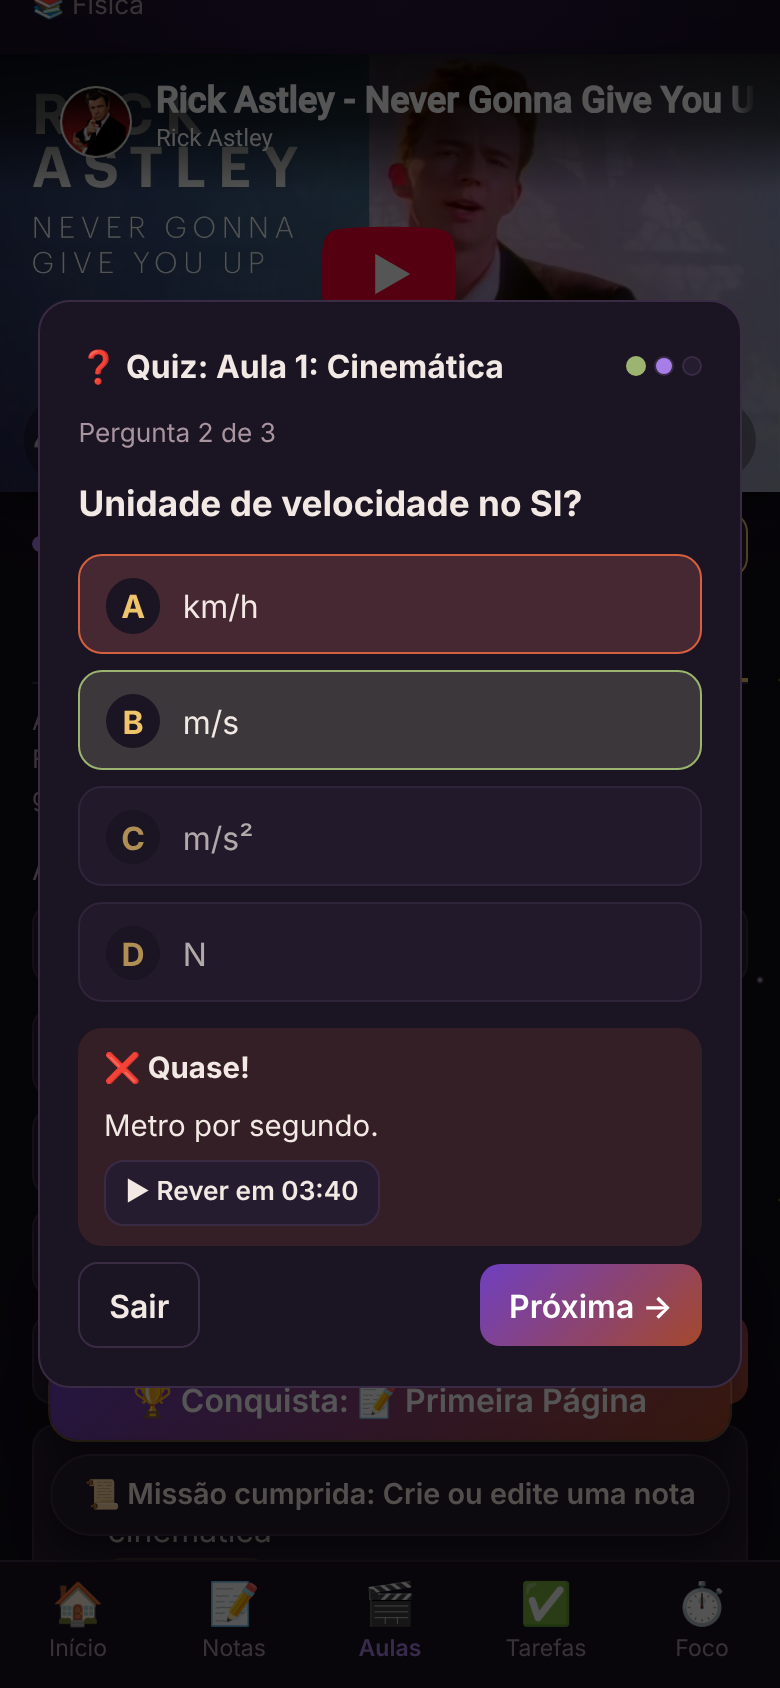 📚 Física
Rick Astley - Never Gonna Give You U
Rick Astley
ASTLEY
NEVER GONNA
GIVE YOU UP
❓ Quiz: Aula 1: Cinemática
Pergunta 2 de 3
Unidade de velocidade no SI?
A km/h
B m/s
C m/s²
D N
❌ Quase!
Metro por segundo.
▶ Rever em 03:40
Sair
Próxima →
🏆 Conquista: 📝 Primeira Página
📜 Missão cumprida: Crie ou edite uma nota
cinemática
Início
Notas
Aulas
Tarefas
Foco